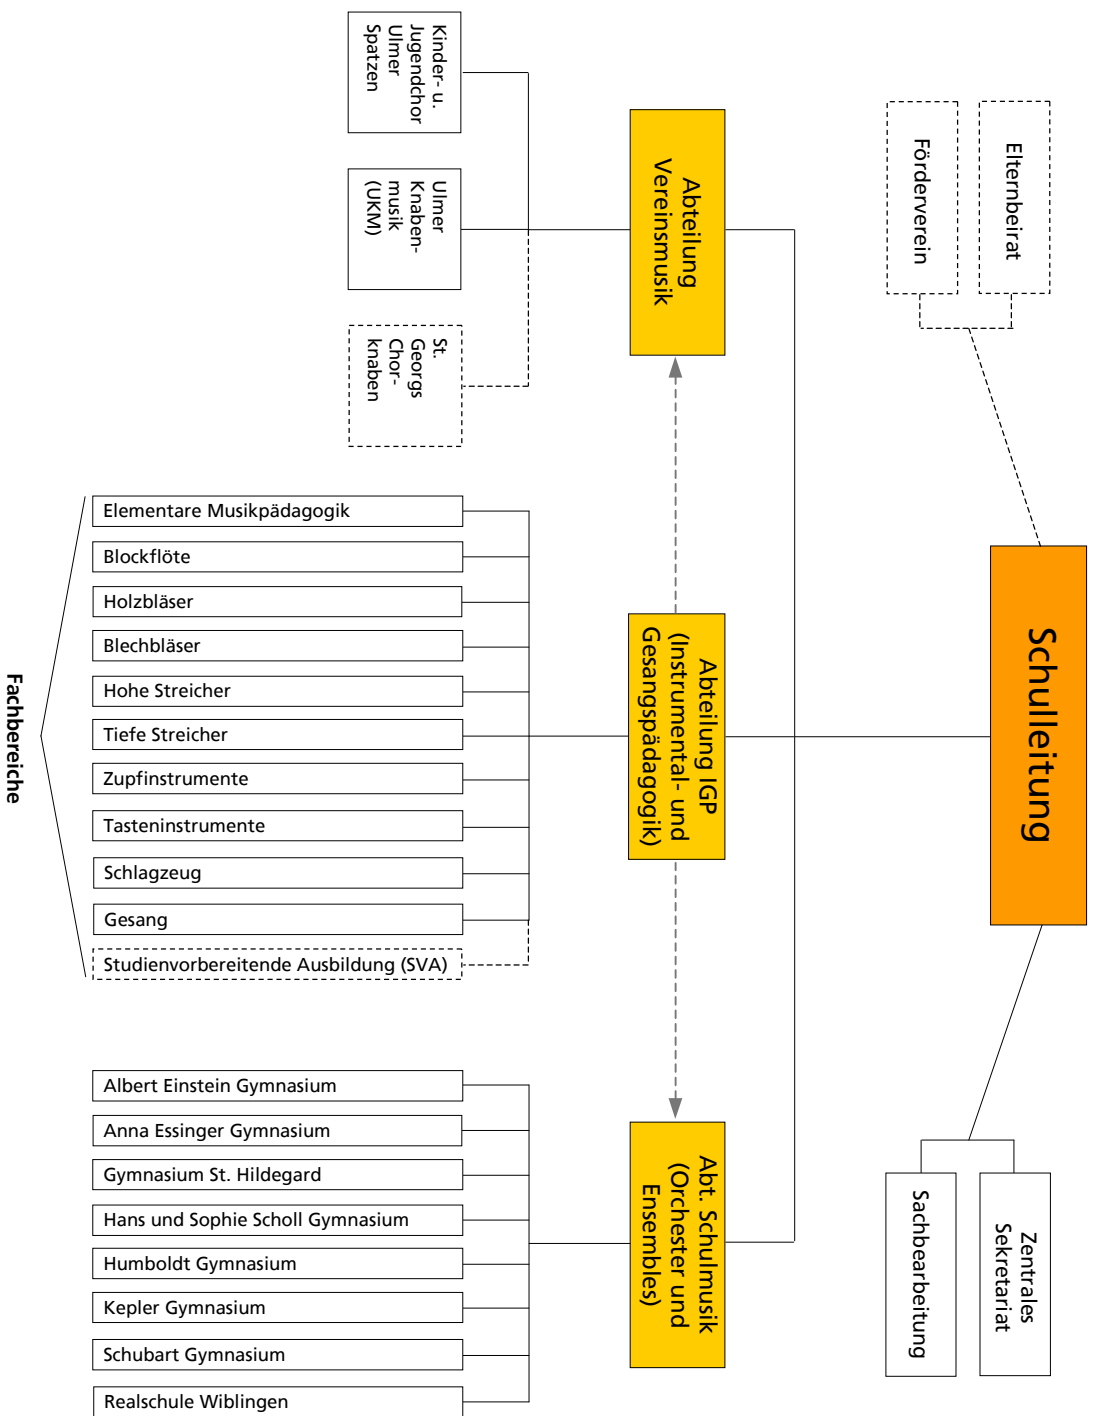 Schulleitung
Elternbeirat
Förderverein
Zentrales
Sekretariat
Sachbearbeitung
Abteilung
Vereinsmusik
Abteilung IGP
(Instrumental- und
Gesangspädagogik)
Abt. Schulmusik
(Orchester und
Ensembles)
Kinder- u.
Jugendchor
Ulmer
Spatzen
Ulmer
Knaben-
musik
(UKM)
St.
Georgs
Chor-
knaben
Elementare Musikpädagogik
Blockflöte
Holzbläser
Blechbläser
Hohe Streicher
Tiefe Streicher
Zupfinstrumente
Tasteninstrumente
Schlagzeug
Gesang
Studienvorbereitende Ausbildung (SVA)
Fachbereiche
Albert Einstein Gymnasium
Anna Essinger Gymnasium
Gymnasium St. Hildegard
Hans und Sophie Scholl Gymnasium
Humboldt Gymnasium
Kepler Gymnasium
Schubart Gymnasium
Realschule Wiblingen